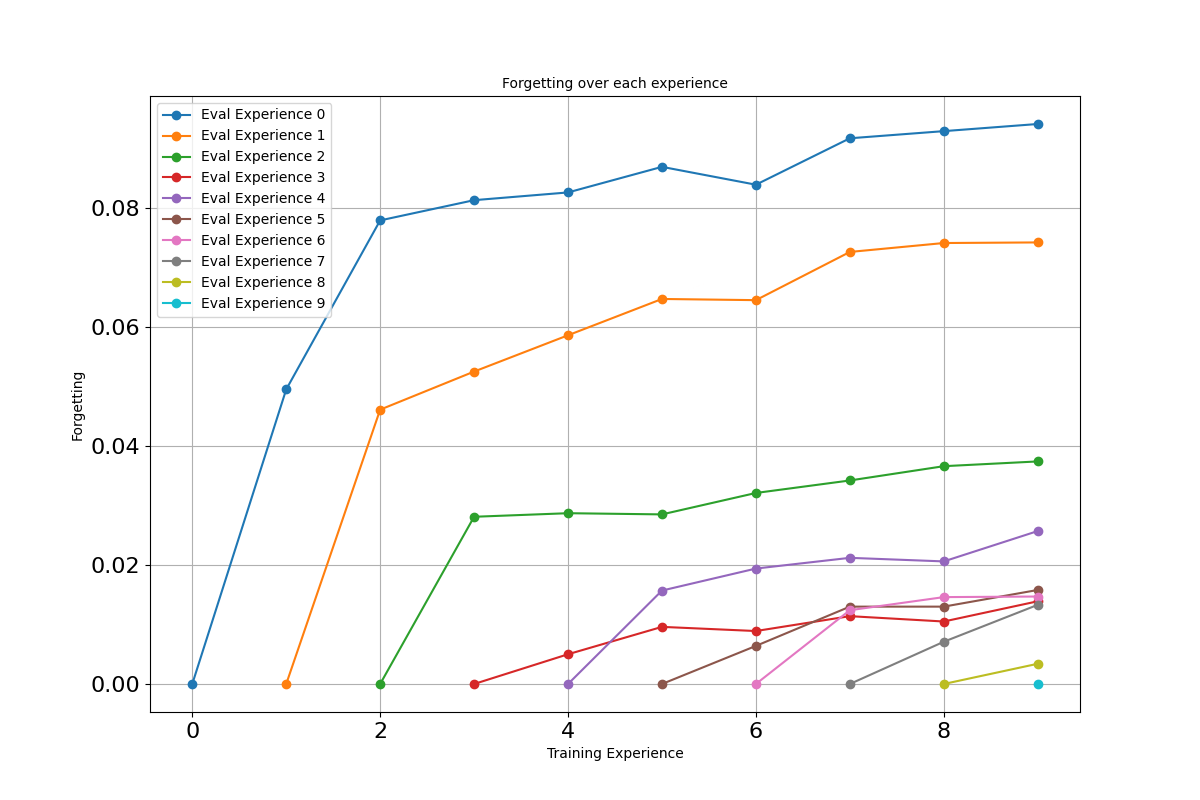 Forgetting over each experience
Eval Experience 0
Eval Experience 1
Eval Experience 2
Eval Experience 3
Eval Experience 4
Eval Experience 5
Eval Experience 6
Eval Experience 7
Eval Experience 8
Eval Experience 9
0.08
0.06
0.04
0.02
0.00
Forgetting
0 2 4 6 8
Training Experience